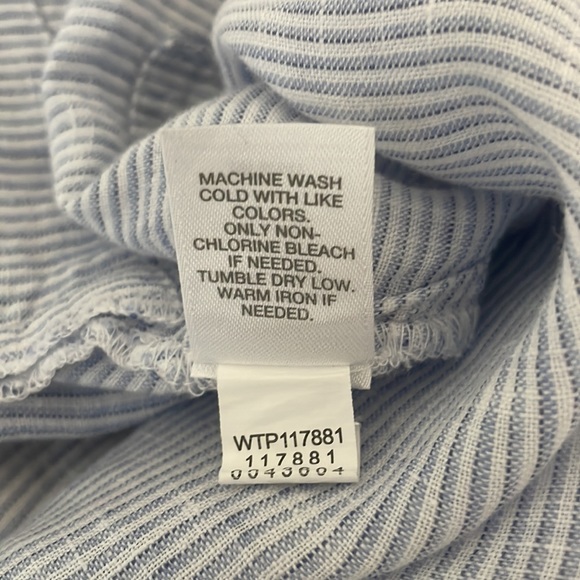 MACHINE WASH
COLD WITH LIKE
COLORS.
ONLY NON-
CHLORINE BLEACH
IF NEEDED.
TUMBLE DRY LOW.
WARM IRON IF
NEEDED.
WTP117881
117881